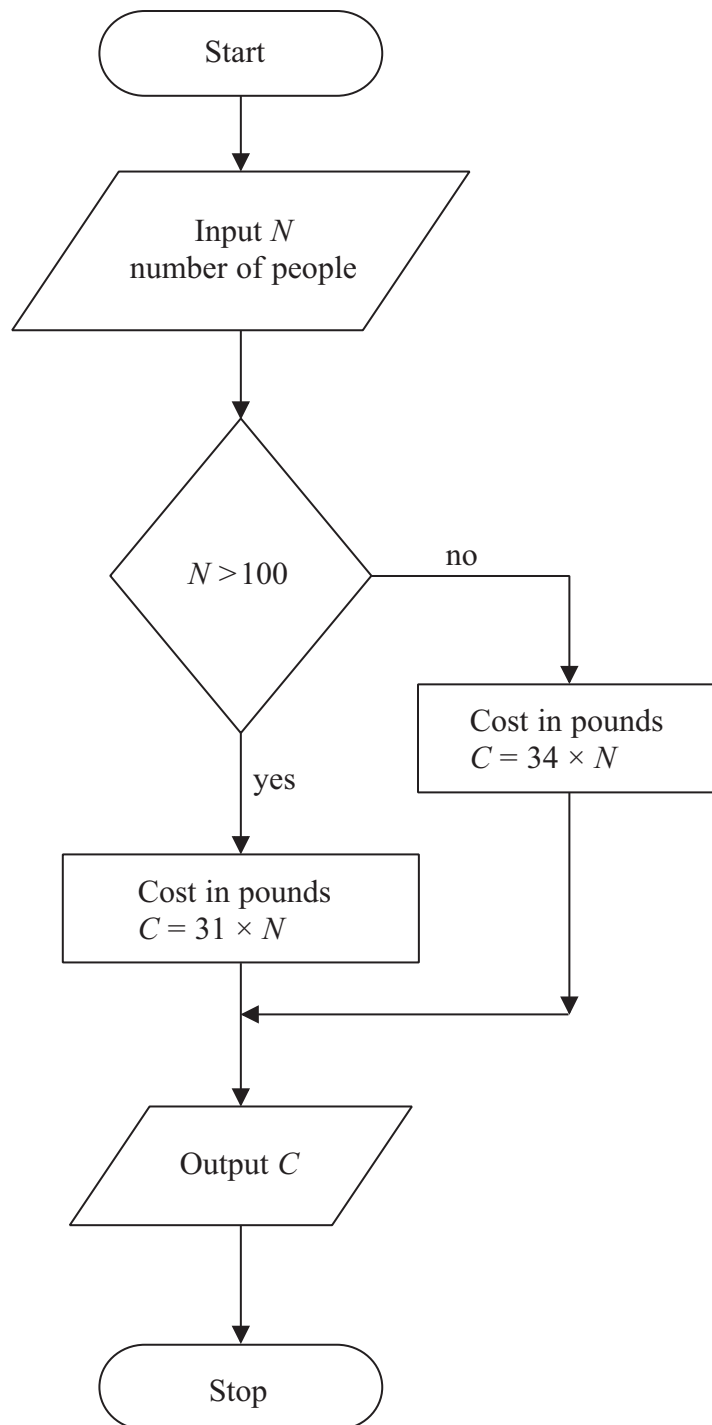 Start
Input N
number of people
N >100
no
Cost in pounds
C = 34 × N
yes
Cost in pounds
C = 31 × N
Output C
Stop